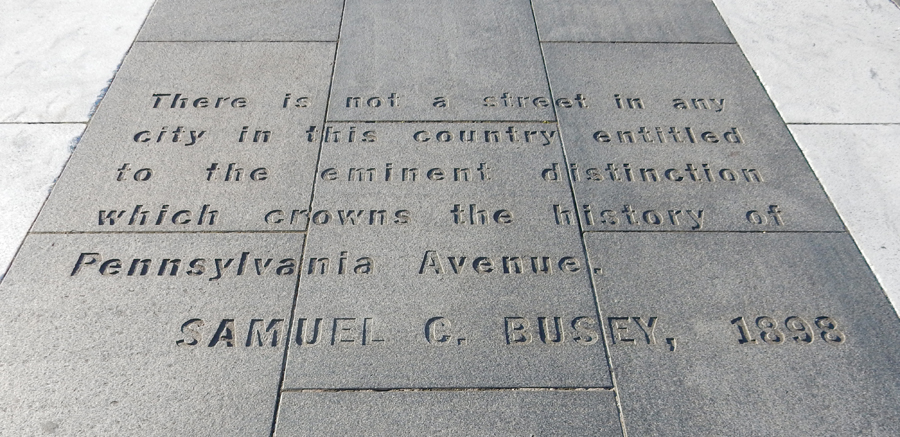 There is not a street in any
city in this country entitled
to the eminent distinction
which crowns the history of
Pennsylvania Avenue.
SAMUEL C. BUSEY, 1898